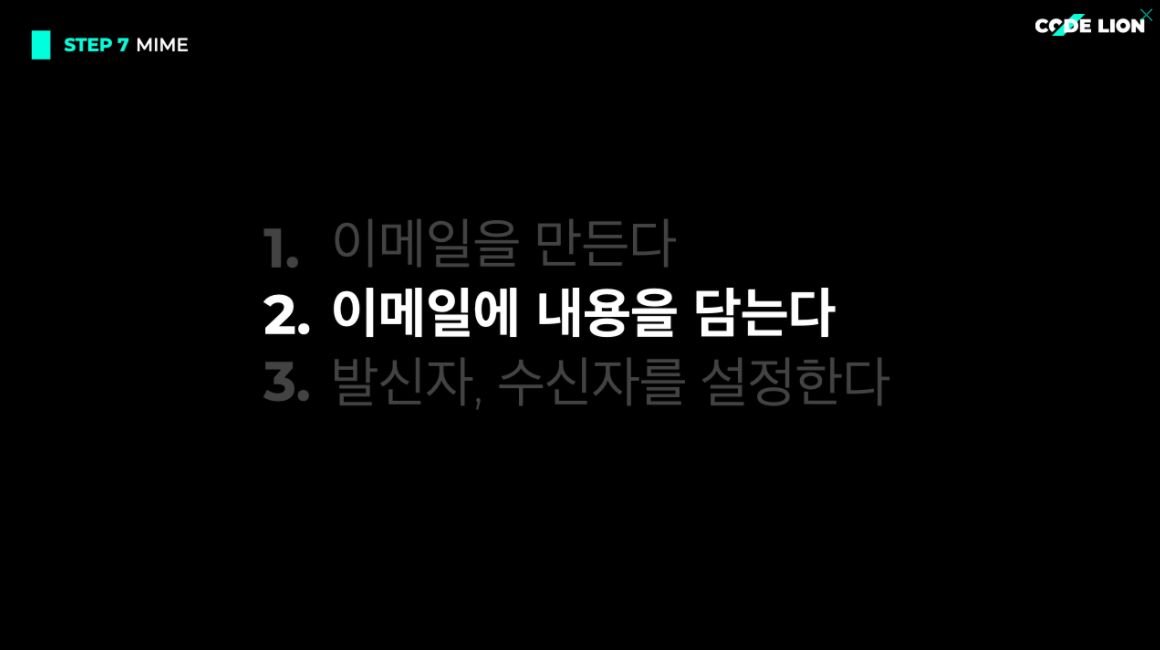 STEP 7 MIME
CODE LION
1. 이메일을 만든다
2. 이메일에 내용을 담는다
3. 발신자, 수신자를 설정한다